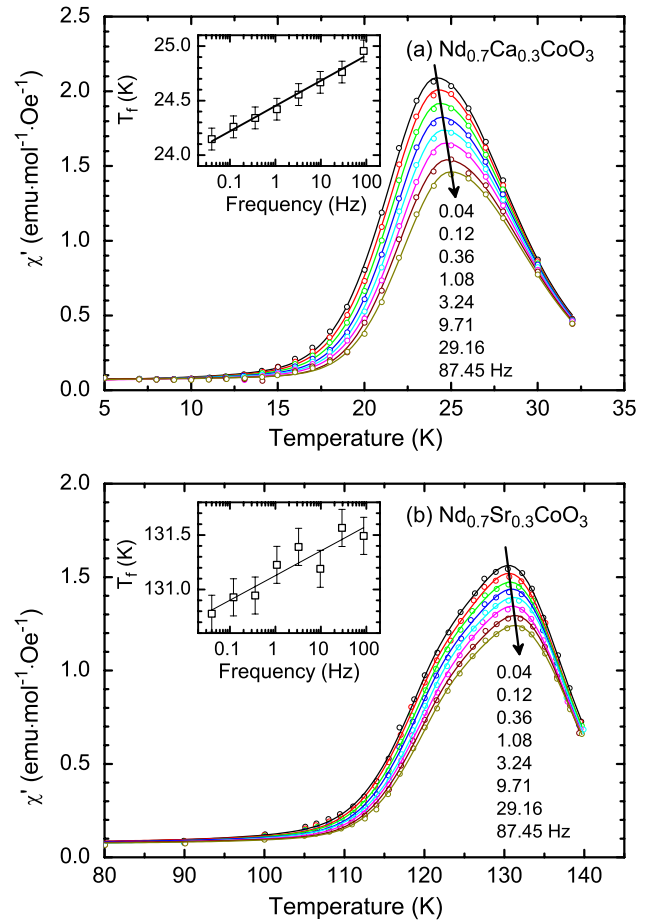 (a) Nd₀.₇Ca₀.₃CoO₃
χ' (emu·mol⁻¹·Oe⁻¹)
2.5
2.0
1.5
1.0
0.5
0.0
5 10 15 20 25 30 35
Temperature (K)
T_f (K)
25.0
24.5
24.0
0.1 1 10 100
Frequency (Hz)
0.04
0.12
0.36
1.08
3.24
9.71
29.16
87.45 Hz
(b) Nd₀.₇Sr₀.₃CoO₃
χ' (emu·mol⁻¹·Oe⁻¹)
2.0
1.5
1.0
0.5
0.0
80 90 100 110 120 130 140
Temperature (K)
T_f (K)
131.5
131.0
0.1 1 10 100
Frequency (Hz)
0.04
0.12
0.36
1.08
3.24
9.71
29.16
87.45 Hz